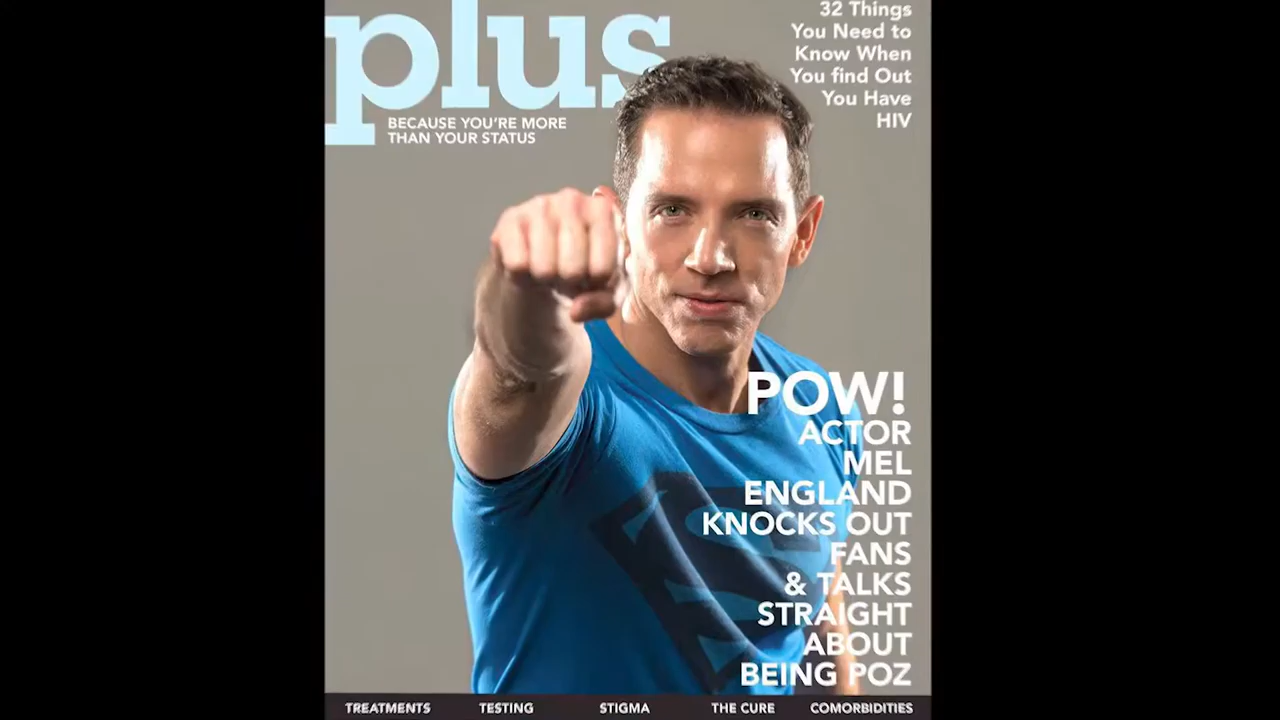 plus
BECAUSE YOU'RE MORE
THAN YOUR STATUS
32 Things
You Need to
Know When
You find Out
You Have
HIV
POW!
ACTOR
MEL
ENGLAND
KNOCKS OUT
FANS
& TALKS
STRAIGHT
ABOUT
BEING POZ
TREATMENTS TESTING STIGMA THE CURE COMORBIDITIES